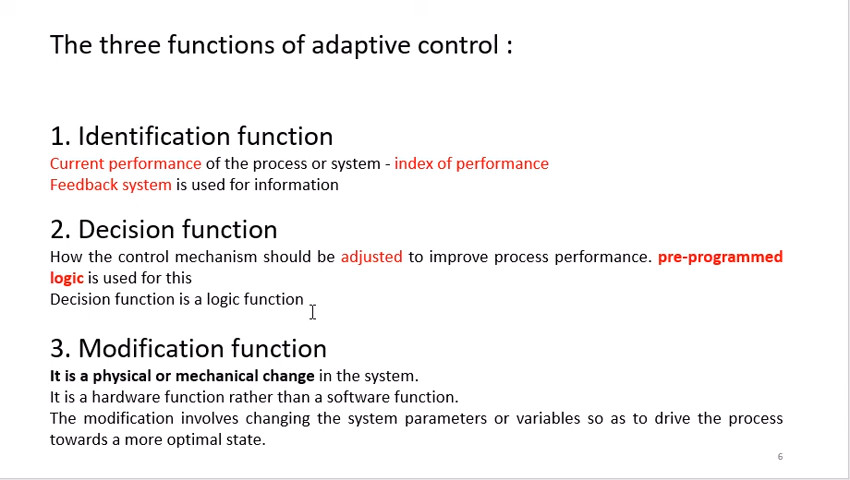 The three functions of adaptive control :
1. Identification function
Current performance of the process or system - index of performance
Feedback system is used for information
2. Decision function
How the control mechanism should be adjusted to improve process performance. pre-programmed
logic is used for this
Decision function is a logic function
3. Modification function
It is a physical or mechanical change in the system.
It is a hardware function rather than a software function.
The modification involves changing the system parameters or variables so as to drive the process
towards a more optimal state.
6